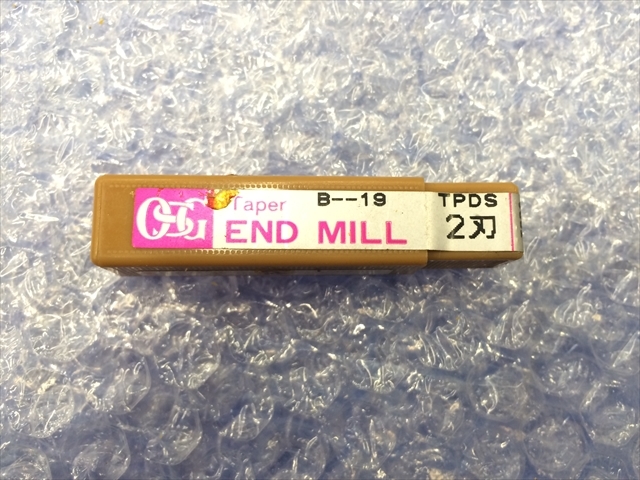 OSG Taper B--19 TPDS
END MILL 2刃